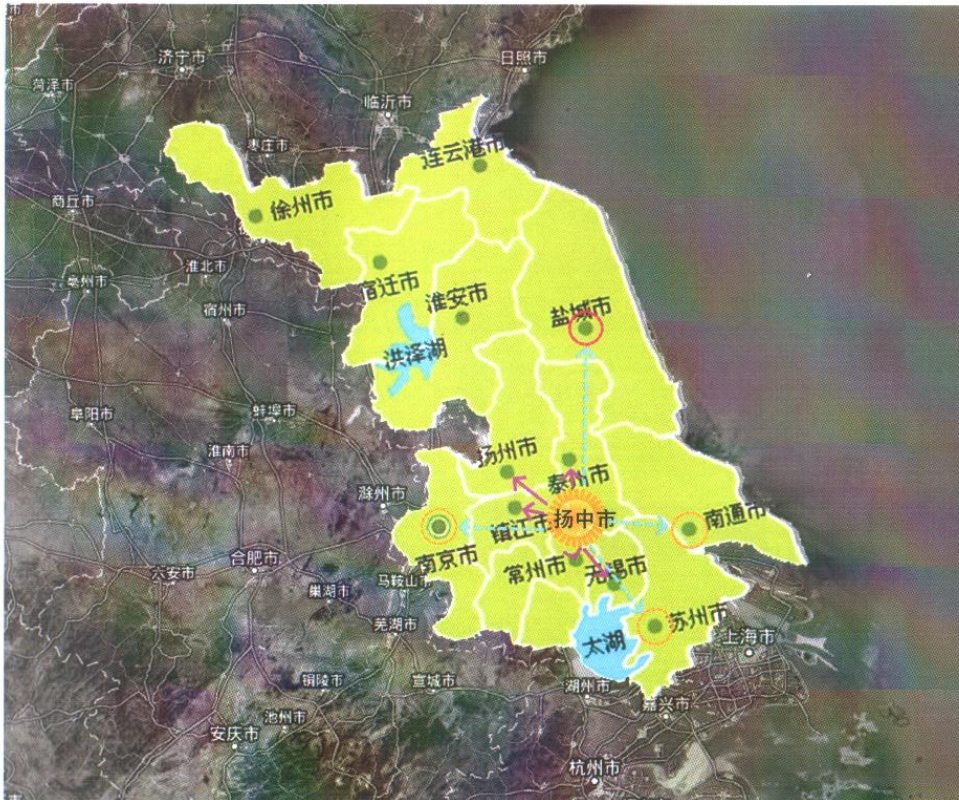 济宁市
日照市
菏泽市
临沂市
枣庄市
连云港市
商丘市
徐州市
淮北市
宿迁市
亳州市
淮安市
宿州市
盐城市
洪泽湖
阜阳市
蚌埠市
淮南市
扬州市
泰州市
滁州市
扬中市
镇江市
南通市
南京市
合肥市
常州市
无锡市
六安市
马鞍山市
巢湖市
芜湖市
苏州市
太湖
上海市
铜陵市
宣城市
湖州市
嘉兴市
池州市
安庆市
杭州市